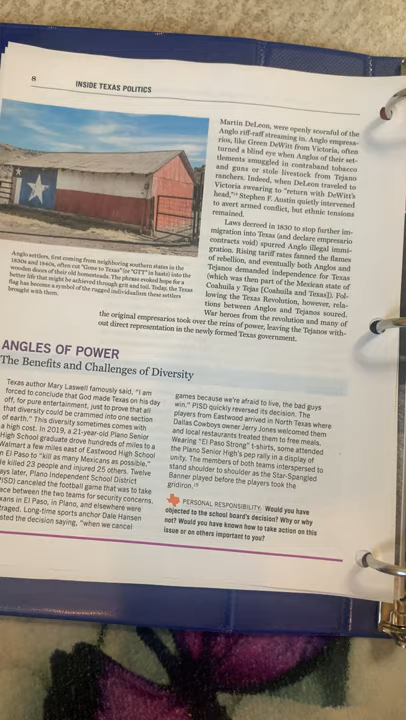 8
INSIDE TEXAS POLITICS
Martin DeLeon, were openly scornful of the
Anglo riff-raff streaming in. Anglo empresa-
rios, like Green DeWitt from Victoria, often
turned a blind eye when Anglos of their set-
tlements smuggled in contraband tobacco
and guns or stole livestock from Tejano
ranchers. Indeed, when DeLeon traveled to
Victoria swearing to "return with DeWitt's
head," Stephen F. Austin quietly intervened
to avert armed conflict, but ethnic tensions
remained.
Laws decreed in 1830 to stop further im-
migration into Texas (and declare empresario
contracts void) spurred Anglo illegal immi-
gration. Rising tariff rates fanned the flames
of rebellion, and eventually both Anglos and
Tejanos demanded independence for Texas
(which was then part of the Mexican state of
Coahuila y Tejas [Coahuila and Texas]). Fol-
lowing the Texas Revolution, however, rela-
tions between Anglos and Tejanos soured.
War heroes from the revolution and many of
the original empresarios took over the reins of power, leaving the Tejanos with-
out direct representation in the newly formed Texas government.
Anglo settlers, first coming from neighboring southern states in the
1830s and 1840s, often cut "Gone to Texas" (or "GTT" in haste) into the
wooden doors of their old homesteads. The phrase evoked hope for a
better life that might be achieved through grit and toil. Today, the Texas
flag has become a symbol of the rugged individualism these settlers
brought with them.
ANGLES OF POWER
The Benefits and Challenges of Diversity
Texas author Mary Laswell famously said, "I am
forced to conclude that God made Texas on his day
off, for pure entertainment, just to prove that all
that diversity could be crammed into one section
of earth." This diversity sometimes comes with
a high cost. In 2019, a 21-year-old Plano Senior
High School graduate drove hundreds of miles to a
Walmart a few miles east of Eastwood High School
n El Paso to "kill as many Mexicans as possible."
e killed 23 people and injured 25 others. Twelve
ays later, Plano Independent School District
PISD) canceled the football game that was to take
ace between the two teams for security concerns.
xans in El Paso, in Plano, and elsewhere were
traged. Long-time sports anchor Dale Hansen
sted the decision saying, "when we cancel
games because we're afraid to live, the bad guys
win." PISD quickly reversed its decision. The
players from Eastwood arrived in North Texas where
Dallas Cowboys owner Jerry Jones welcomed them
and local restaurants treated them to free meals.
Wearing "El Paso Strong" t-shirts, some attended
the Plano Senior High's pep rally in a display of
unity. The members of both teams interspersed to
stand shoulder to shoulder as the Star-Spangled
Banner played before the players took the
gridiron.
PERSONAL RESPONSIBILITY: Would you have
objected to the school board's decision? Why or why
not? Would you have known how to take action on this
issue or on others important to you?